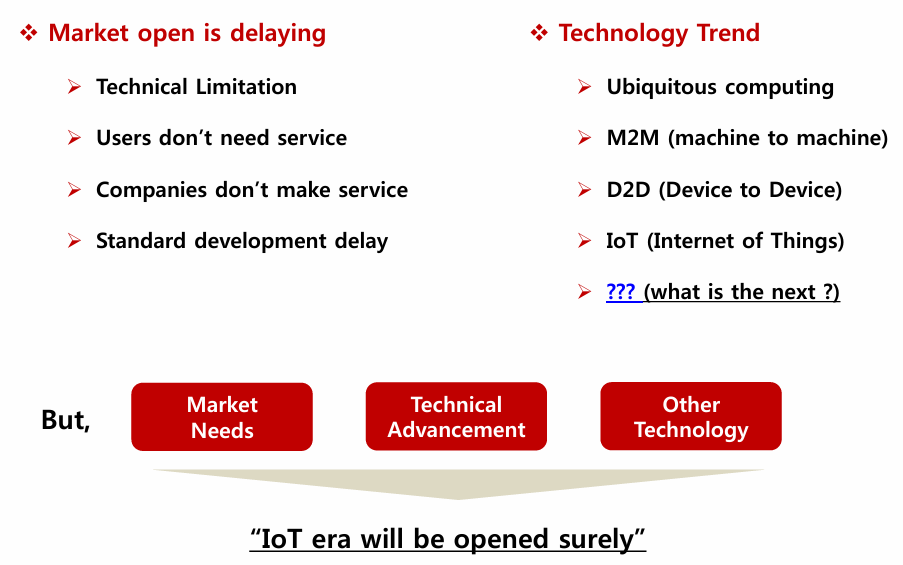 ❖ Market open is delaying
➢ Technical Limitation
➢ Users don’t need service
➢ Companies don’t make service
➢ Standard development delay
❖ Technology Trend
➢ Ubiquitous computing
➢ M2M (machine to machine)
➢ D2D (Device to Device)
➢ IoT (Internet of Things)
➢ ??? (what is the next ?)
But,
Market
Needs
Technical
Advancement
Other
Technology
“IoT era will be opened surely”